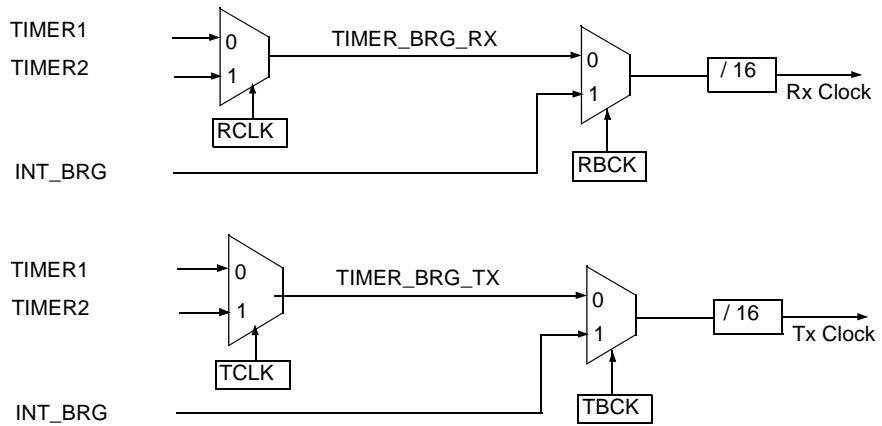 TIMER1
0
TIMER_BRG_RX
TIMER2
1
0
1
/ 16
Rx Clock
RCLK
RBCK
INT_BRG
TIMER1
0
TIMER_BRG_TX
TIMER2
1
0
1
/ 16
Tx Clock
TCLK
TBCK
INT_BRG